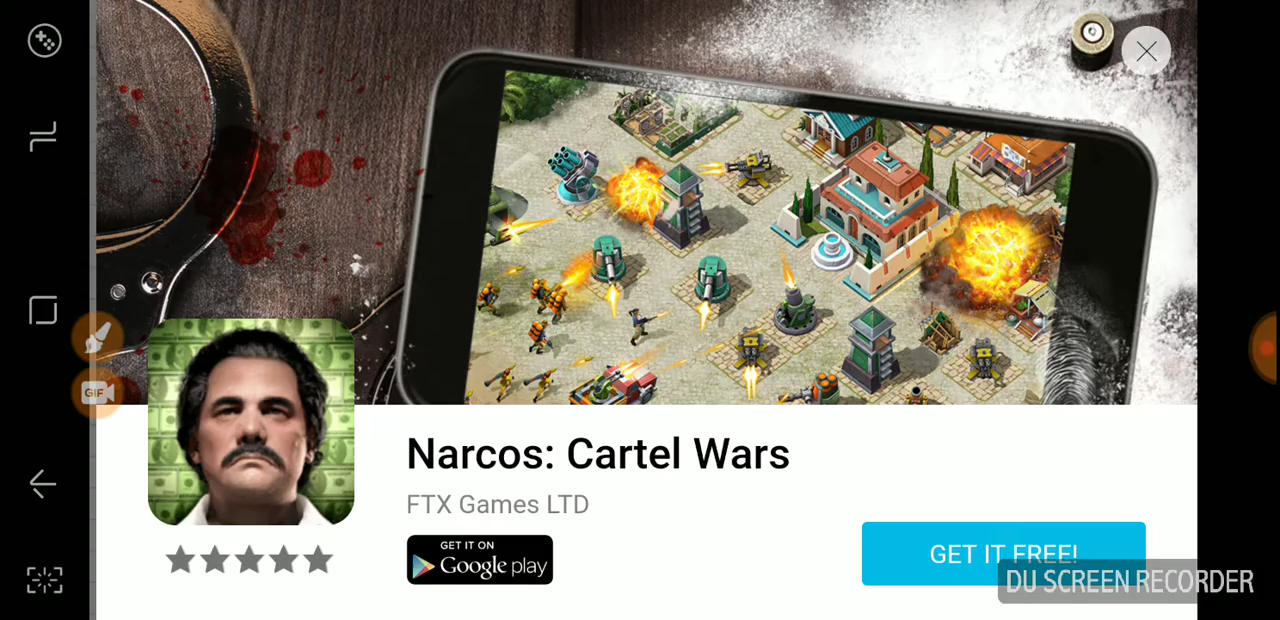 GIF
Narcos: Cartel Wars
FTX Games LTD
GET IT ON
Google play
GET IT FREE!
DU SCREEN RECORDER